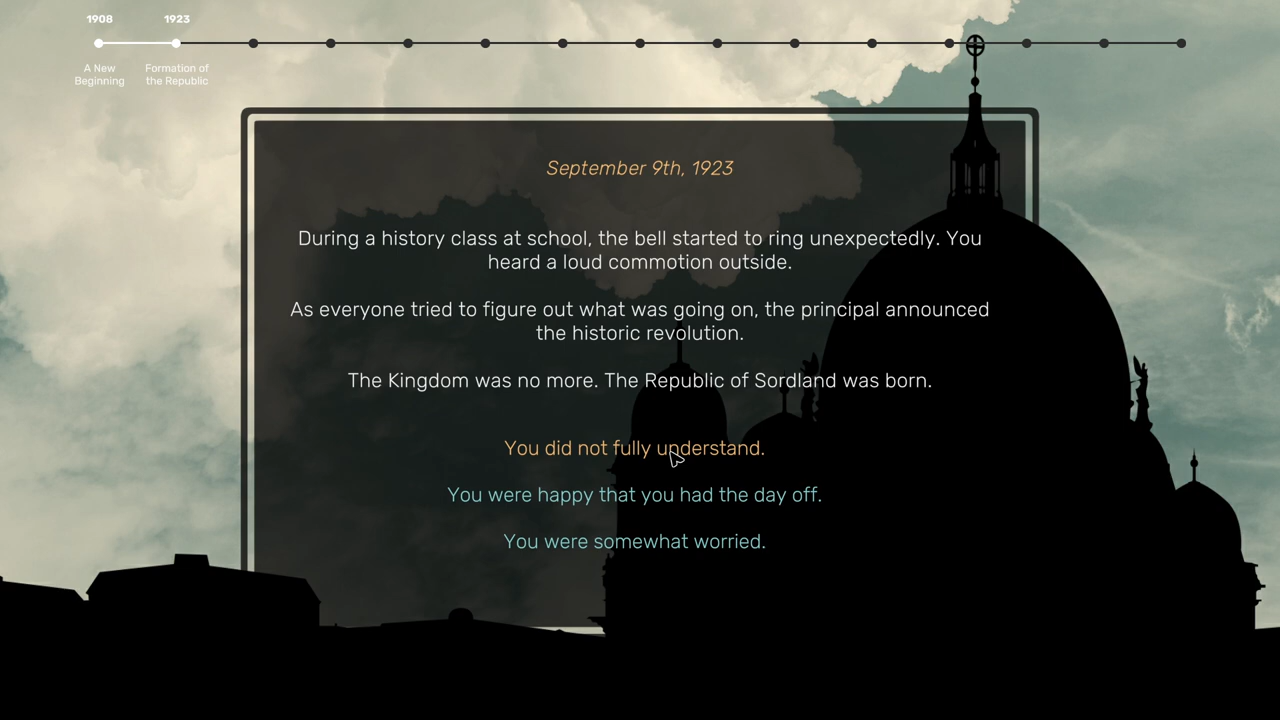 1908
1923
A New
Beginning
Formation of
the Republic
September 9th, 1923
During a history class at school, the bell started to ring unexpectedly. You
heard a loud commotion outside.
As everyone tried to figure out what was going on, the principal announced
the historic revolution.
The Kingdom was no more. The Republic of Sordland was born.
You did not fully understand.
You were happy that you had the day off.
You were somewhat worried.